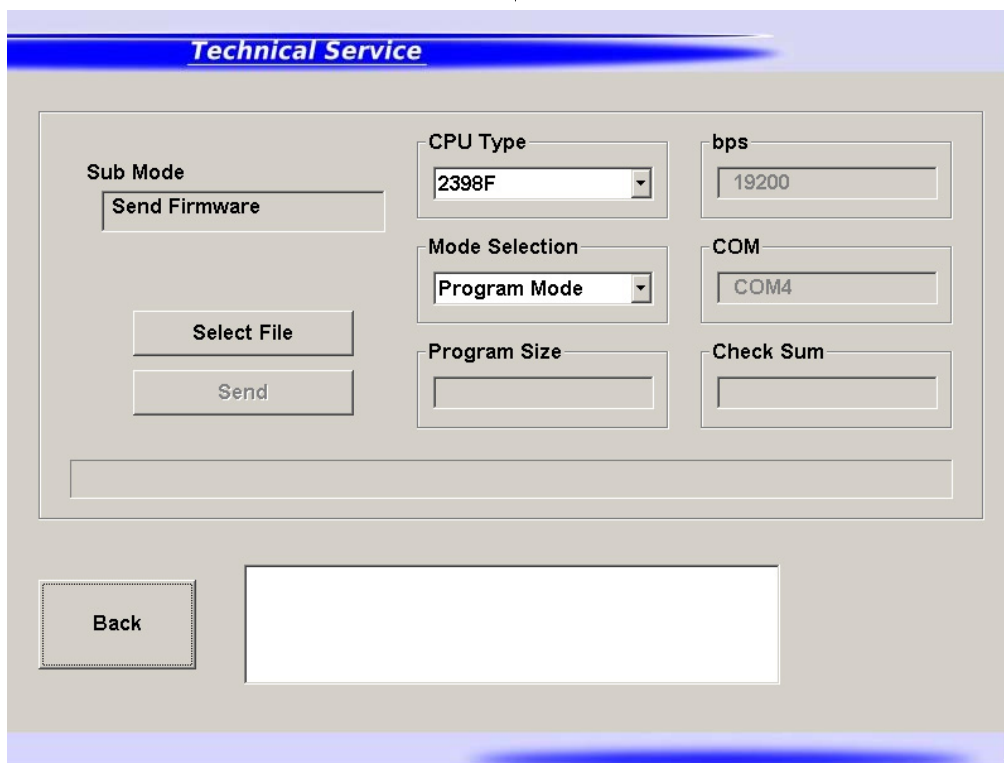 Technical Service
Sub Mode
Send Firmware
CPU Type
2398F
bps
19200
Mode Selection
Program Mode
COM
COM4
Select File
Send
Program Size
Check Sum
Back